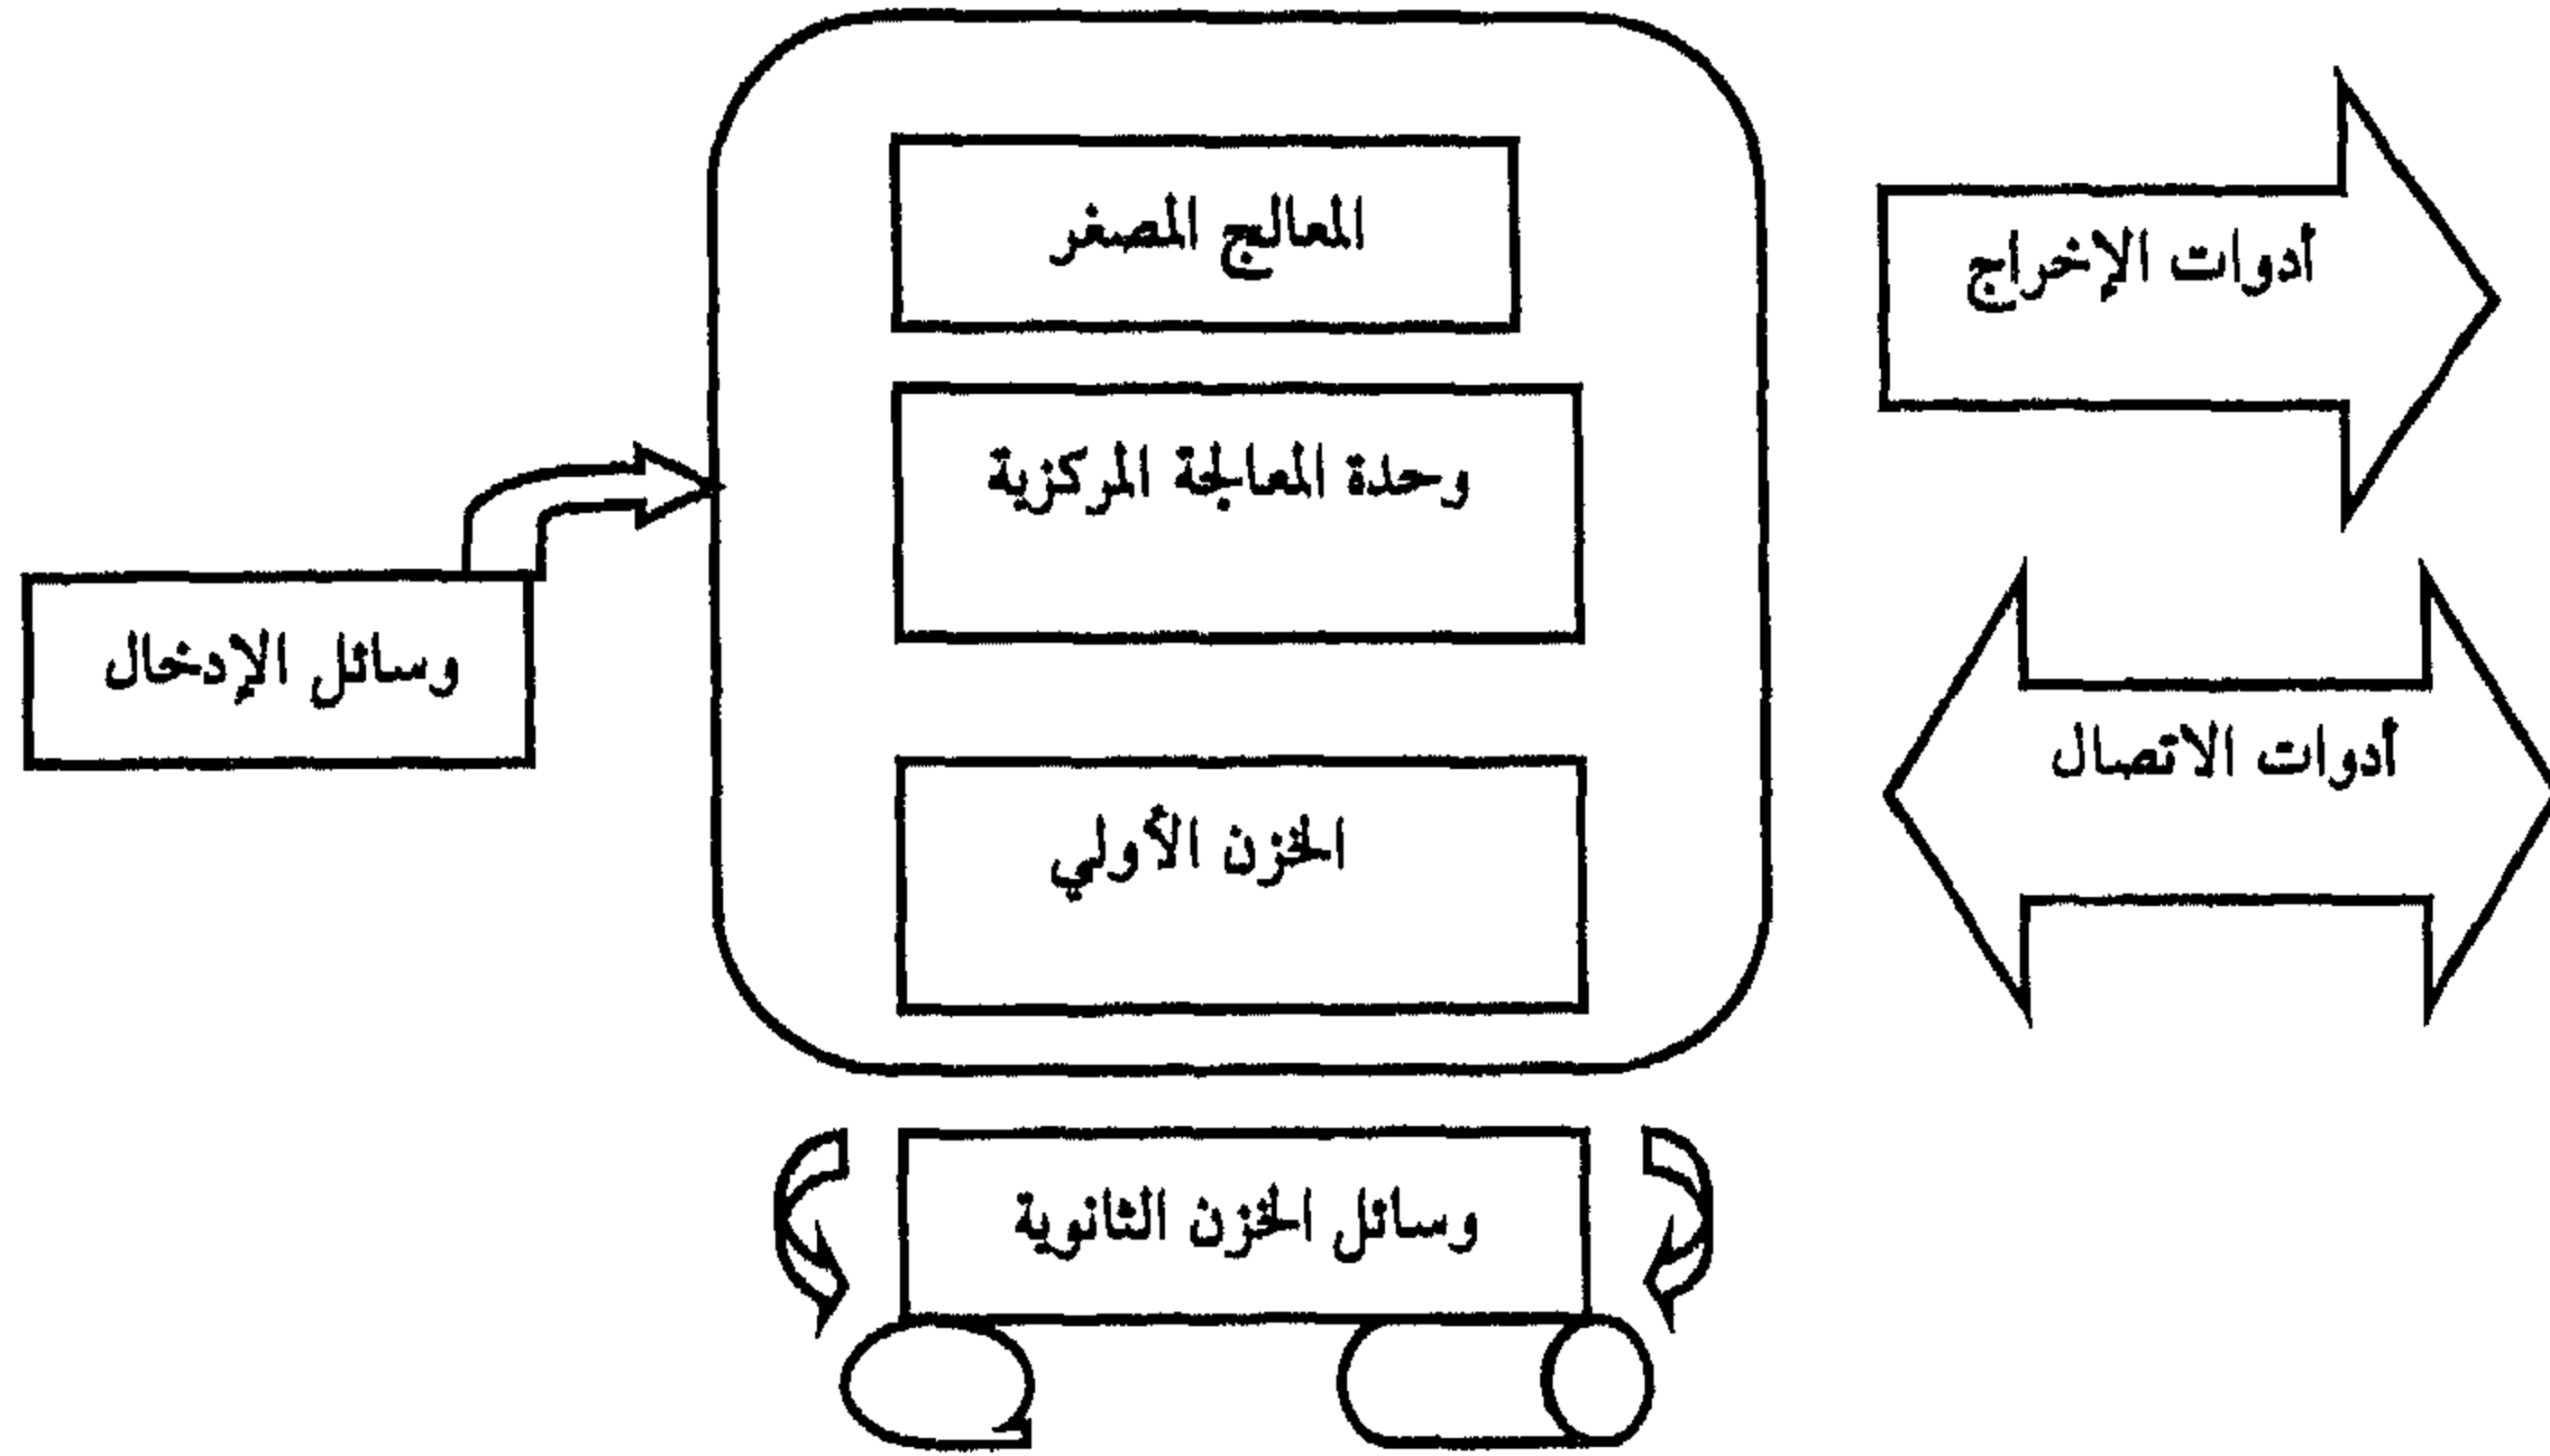 المعالج المصغر
أدوات الإخراج
وحدة المعالجة المركزية
وسائل الإدخال
أدوات الاتصال
الخزن الأولي
وسائل الخزن الثانوية